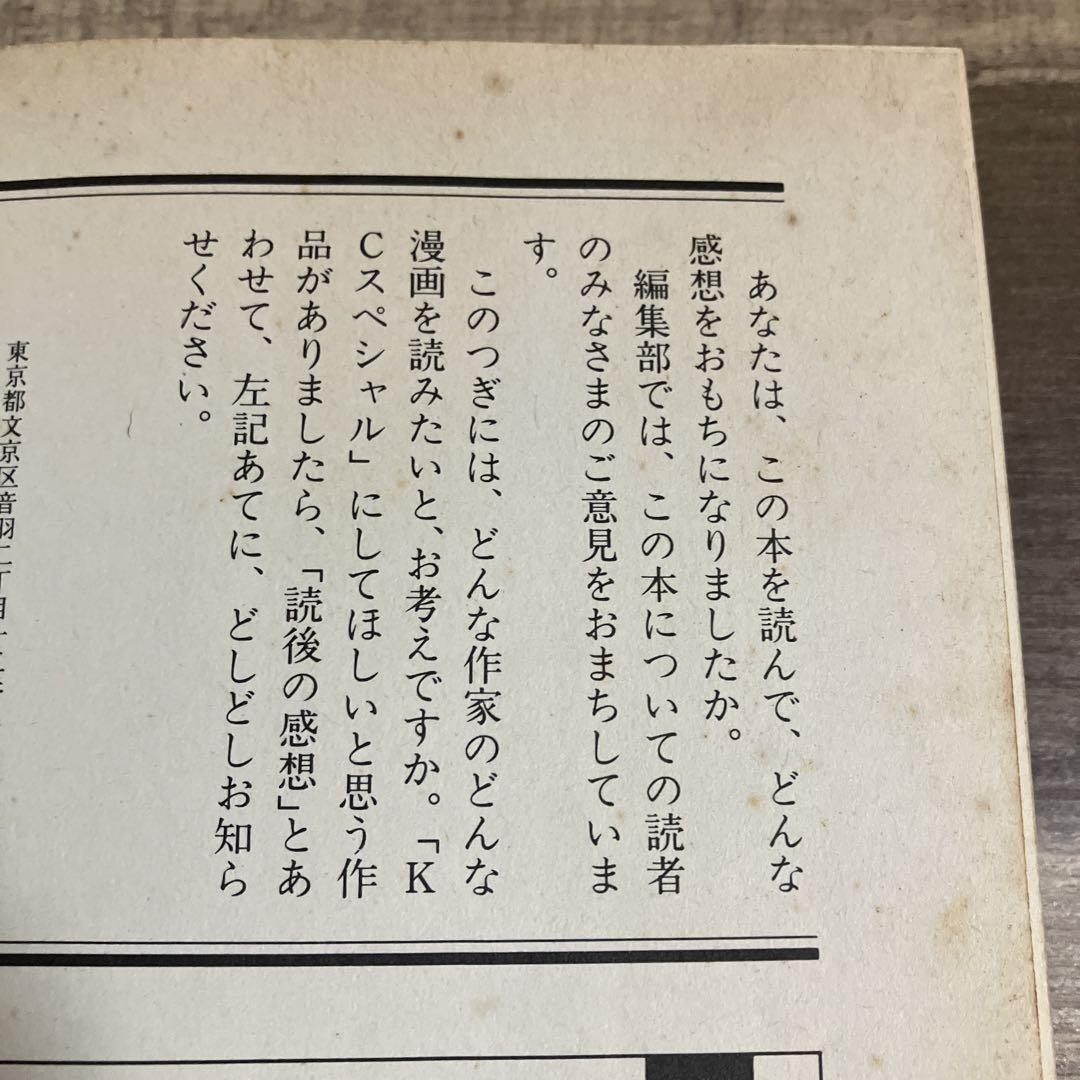 あなたは、この本を読んで、どんな
感想をおもちになりましたか。
編集部では、この本についての読者
のみなさまのご意見をおまちしていま
す。
このつぎには、どんな作家のどんな
漫画を読みたいと、お考えですか。「K
Cスペシャル」にしてほしいと思う作
品がありましたら、「読後の感想」とあ
わせて、左記あてに、どしどしお知ら
せください。
東京都文京区音羽二丁目十二